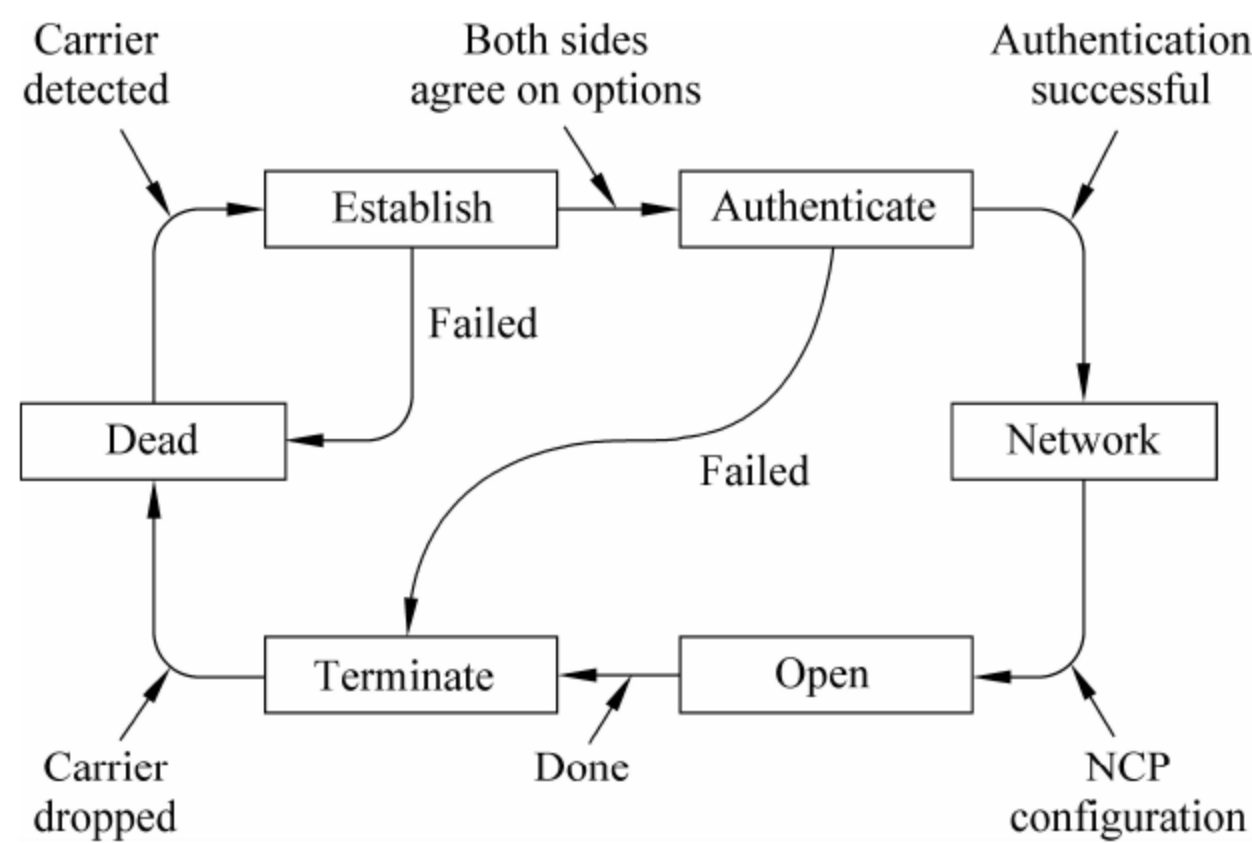 Carrier
detected
Both sides
agree on options
Authentication
successful
Establish
Authenticate
Failed
Dead
Network
Failed
Terminate
Open
Carrier
dropped
Done
NCP
configuration